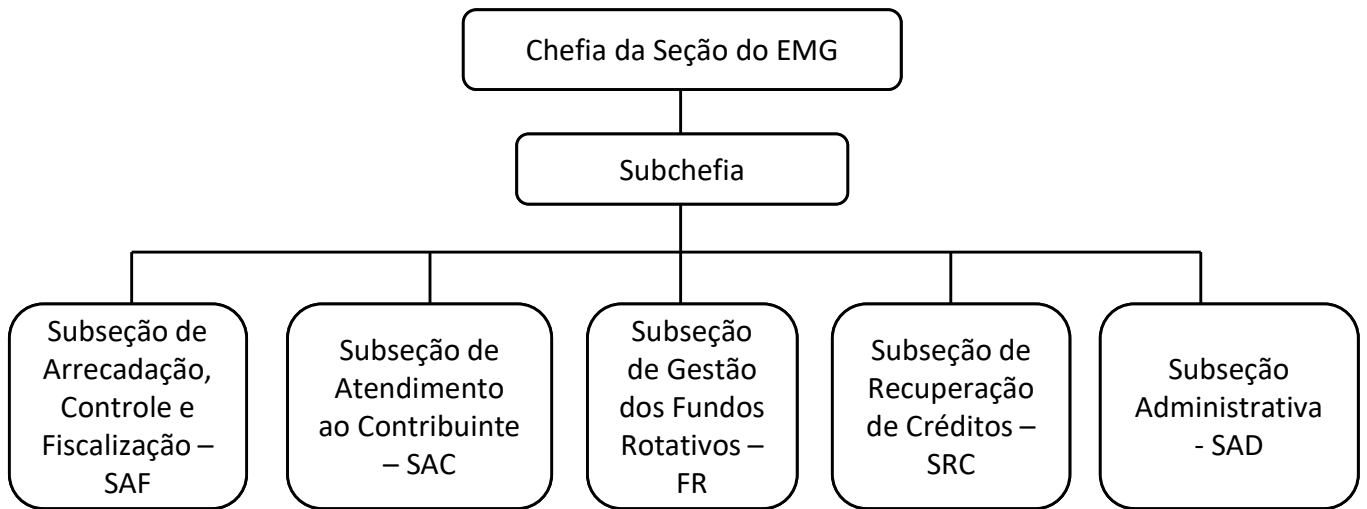 Chefia da Seção do EMG
Subchefia
Subseção de
Arrecadação,
Controle e
Fiscalização –
SAF
Subseção de
Atendimento
ao Contribuinte
– SAC
Subseção
de Gestão
dos Fundos
Rotativos –
FR
Subseção de
Recuperação
de Créditos –
SRC
Subseção
Administrativa
- SAD